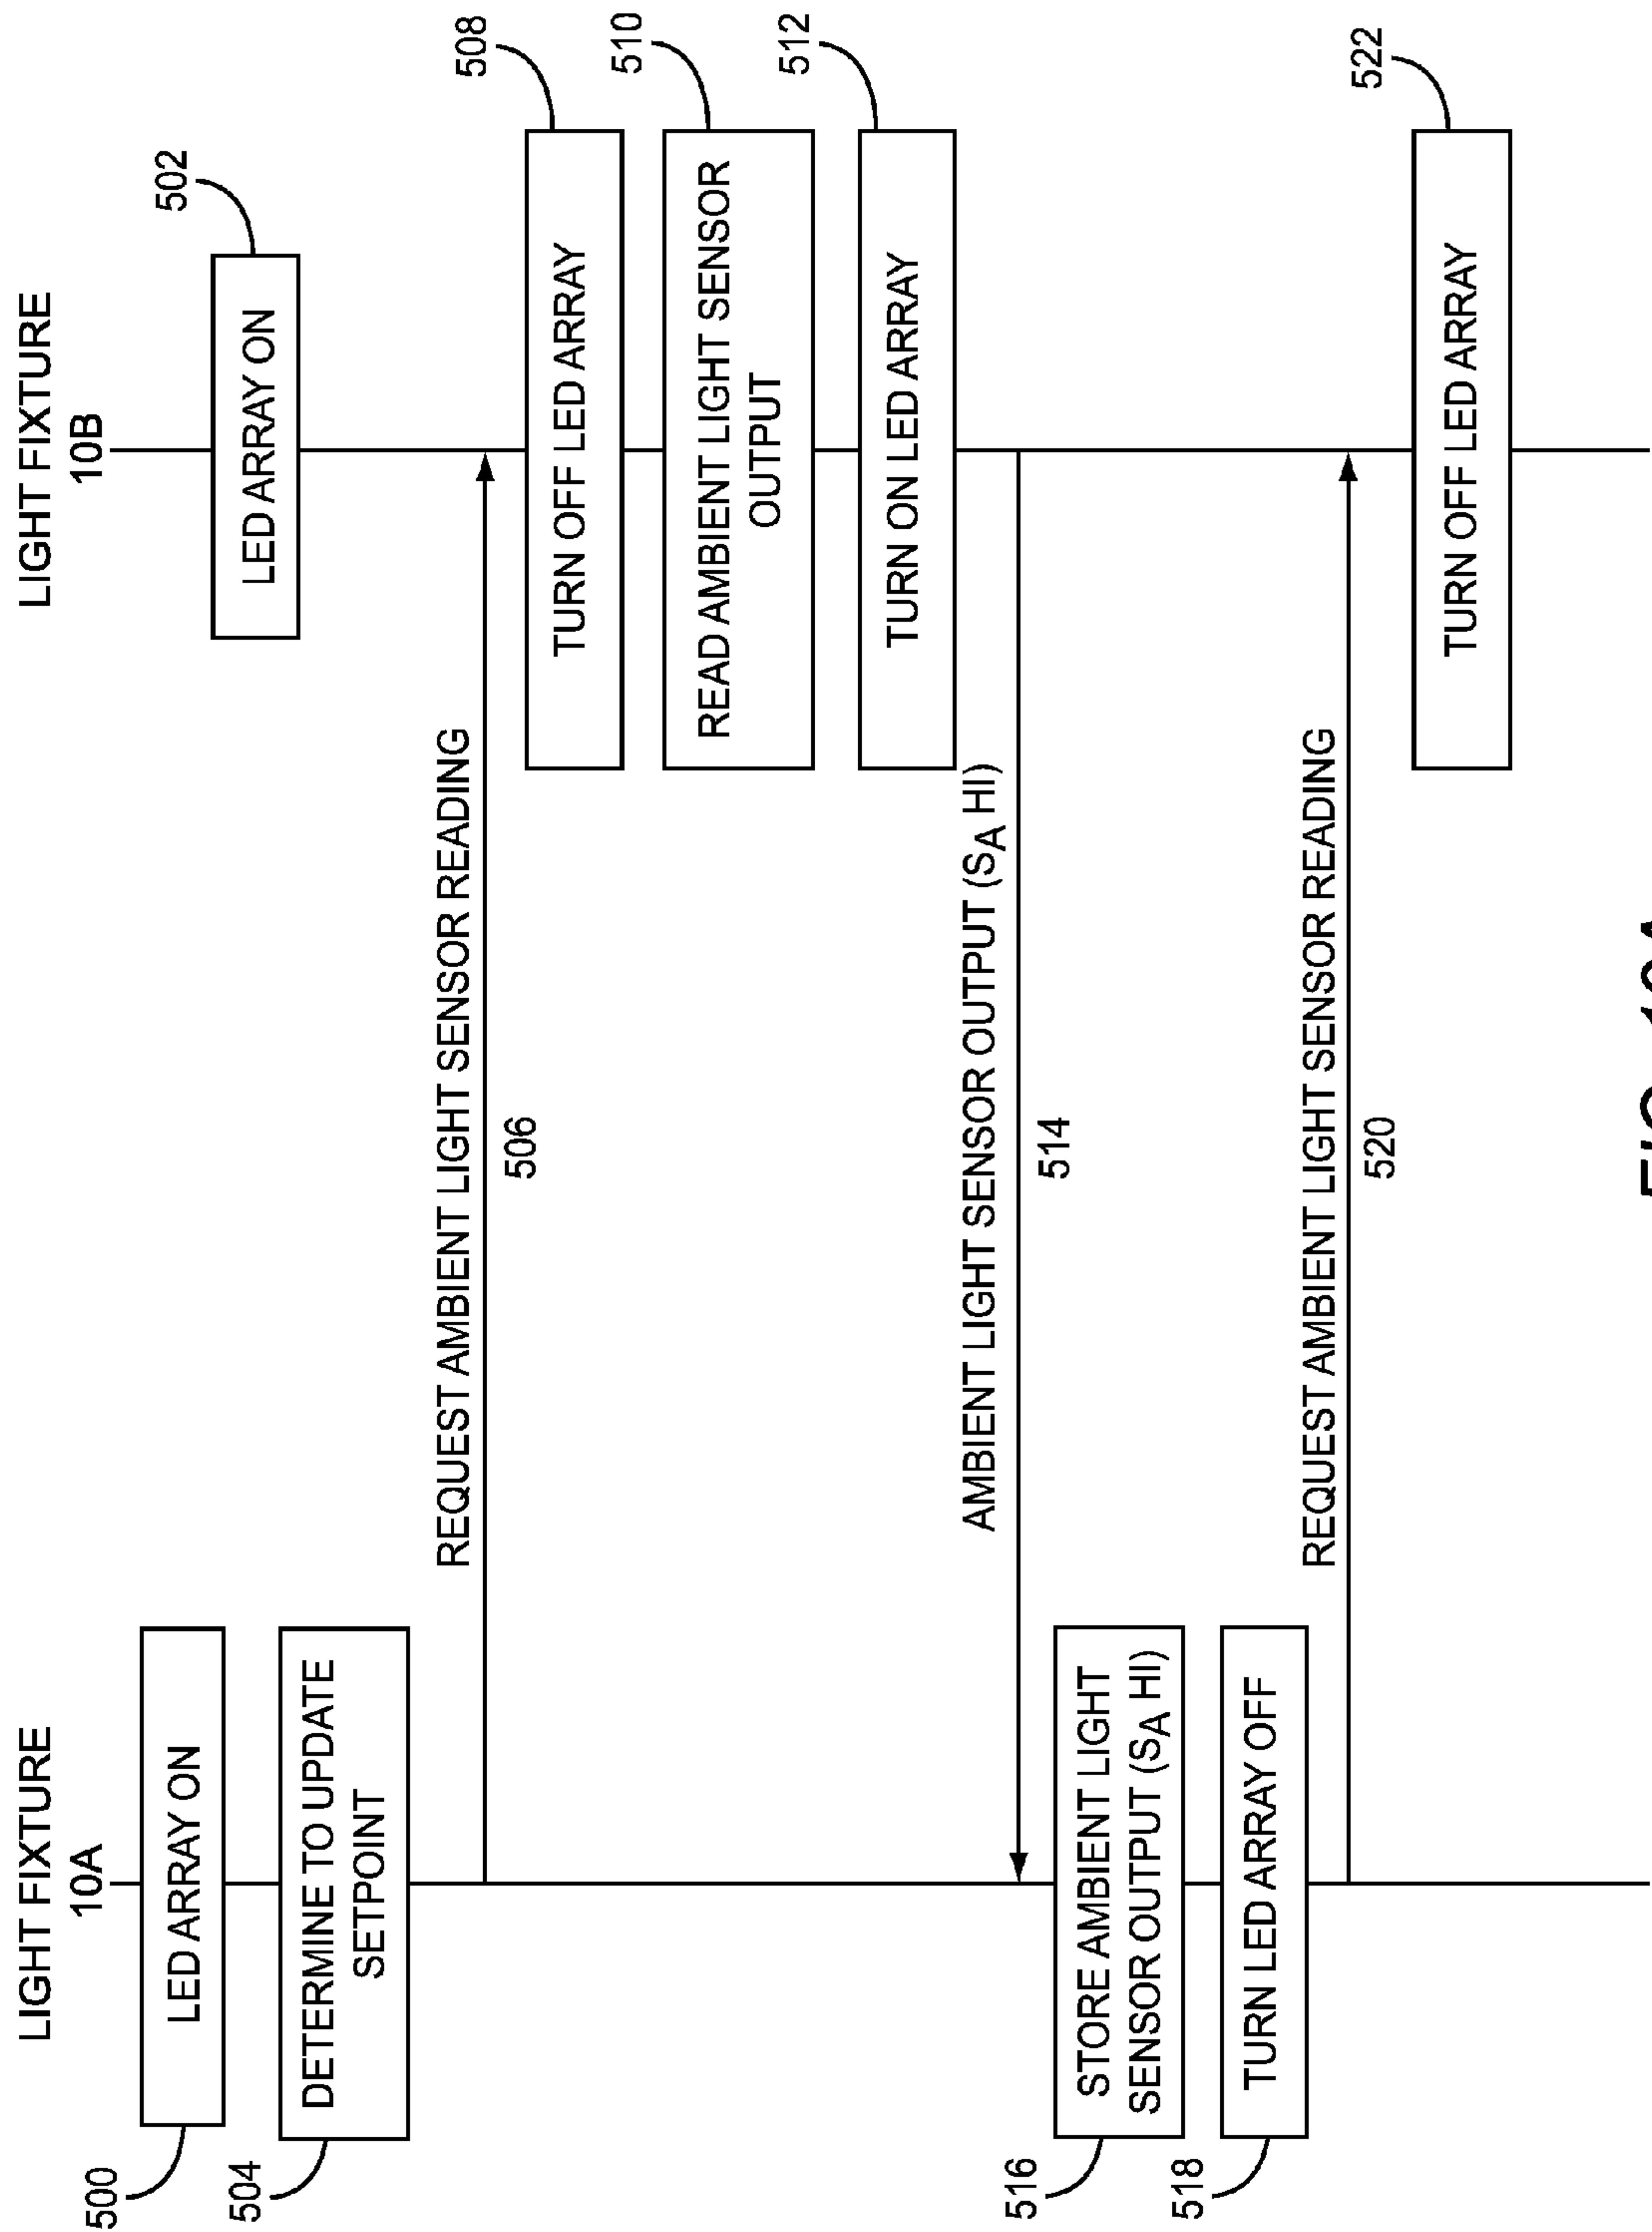 LIGHT FIXTURE
10A
LIGHT FIXTURE
10B
500
LED ARRAY ON
LED ARRAY ON
502
504
DETERMINE TO UPDATE
SETPOINT
REQUEST AMBIENT LIGHT SENSOR READING
506
TURN OFF LED ARRAY
508
READ AMBIENT LIGHT SENSOR
OUTPUT
510
TURN ON LED ARRAY
512
AMBIENT LIGHT SENSOR OUTPUT (SA HI)
514
516
STORE AMBIENT LIGHT
SENSOR OUTPUT (SA HI)
518
TURN LED ARRAY OFF
REQUEST AMBIENT LIGHT SENSOR READING
520
TURN OFF LED ARRAY
522